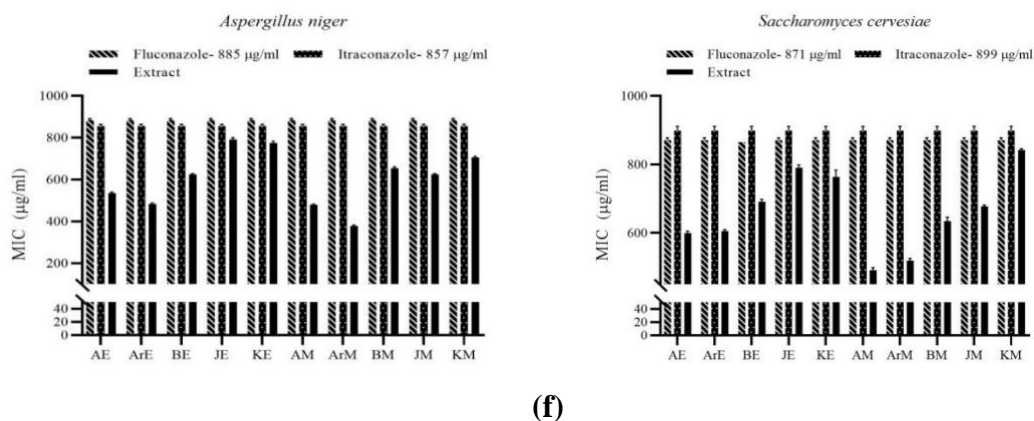 Aspergillus niger
Fluconazole- 885 µg/ml Itraconazole- 857 µg/ml
Extract
MIC (µg/ml)
1000
800
600
400
200
40
20
0
AE ArE BE JE KE AM ArM BM JM KM
Saccharomyces cervesiae
Fluconazole- 871 µg/ml Itraconazole- 899 µg/ml
Extract
MIC (µg/ml)
1000
800
600
40
20
0
AE ArE BE JE KE AM ArM BM JM KM
(f)